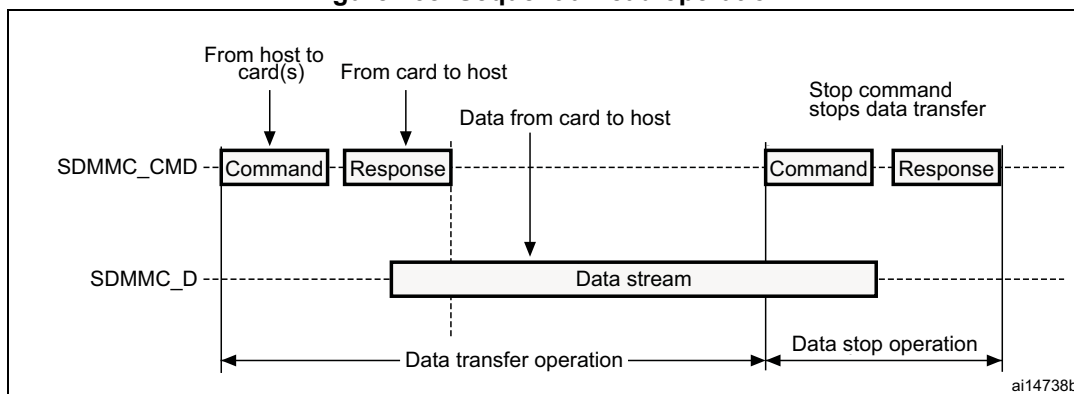 From host to
card(s)
From card to host
Data from card to host
Stop command
stops data transfer
SDMMC_CMD
Command
Response
Command
Response
SDMMC_D
Data stream
Data transfer operation
Data stop operation
ai14738b